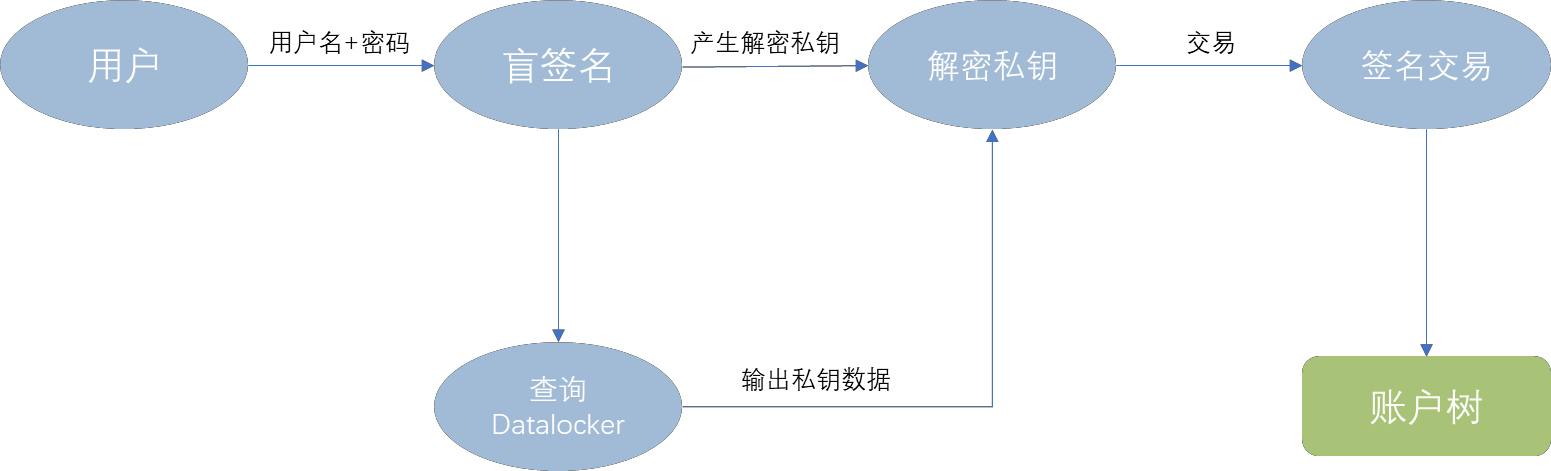 用户
用户名+密码
盲签名
产生解密私钥
解密私钥
交易
签名交易
查询
Datalocker
输出私钥数据
账户树